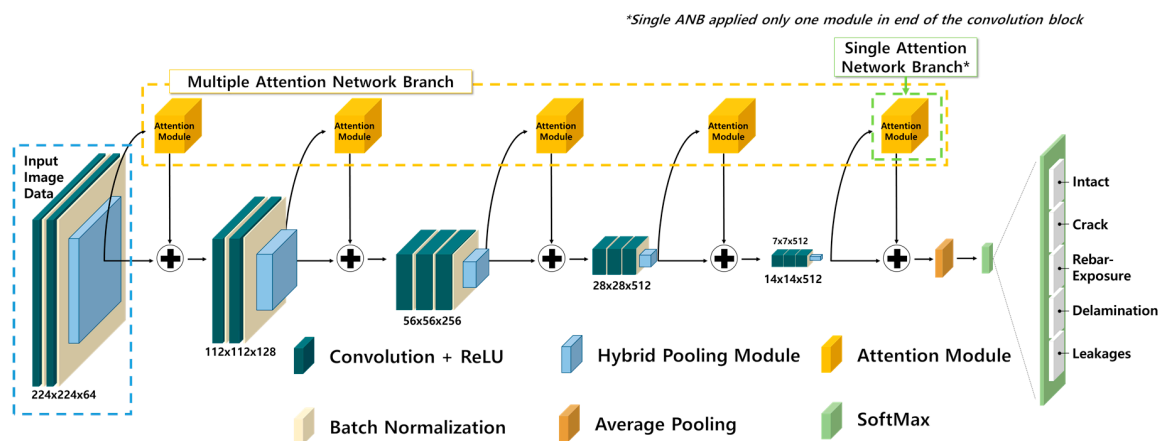 *Single ANB applied only one module in end of the convolution block
Single Attention
Network Branch*
Multiple Attention Network Branch
Attention
Module
Attention
Module
Attention
Module
Attention
Module
Attention
Module
Input
Image
Data
224x224x64
112x112x128
56x56x256
28x28x512
7x7x512
14x14x512
Intact
Crack
Rebar-
Exposure
Delamination
Leakages
Convolution + ReLU
Hybrid Pooling Module
Attention Module
Batch Normalization
Average Pooling
SoftMax